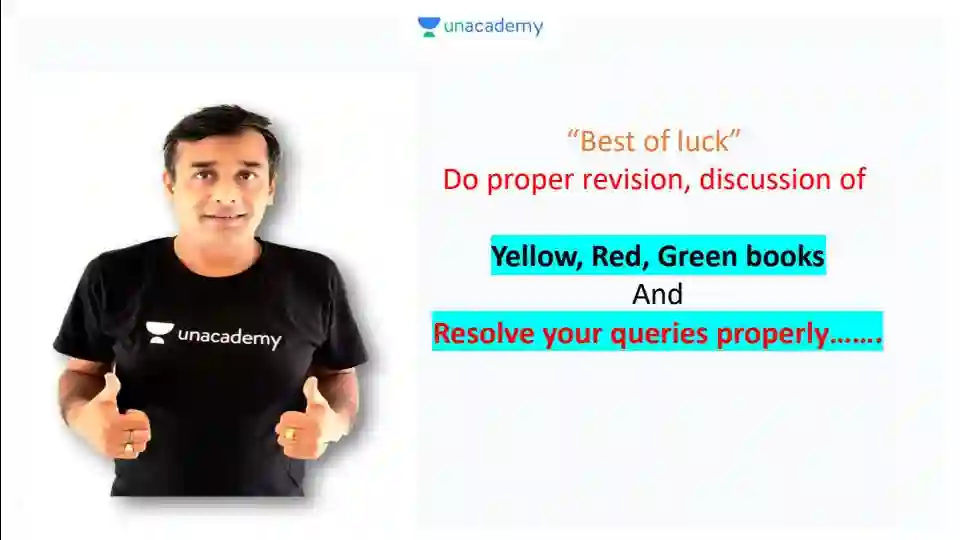 unacademy
“Best of luck”
Do proper revision, discussion of
Yellow, Red, Green books
And
Resolve your queries properly…….
unacademy